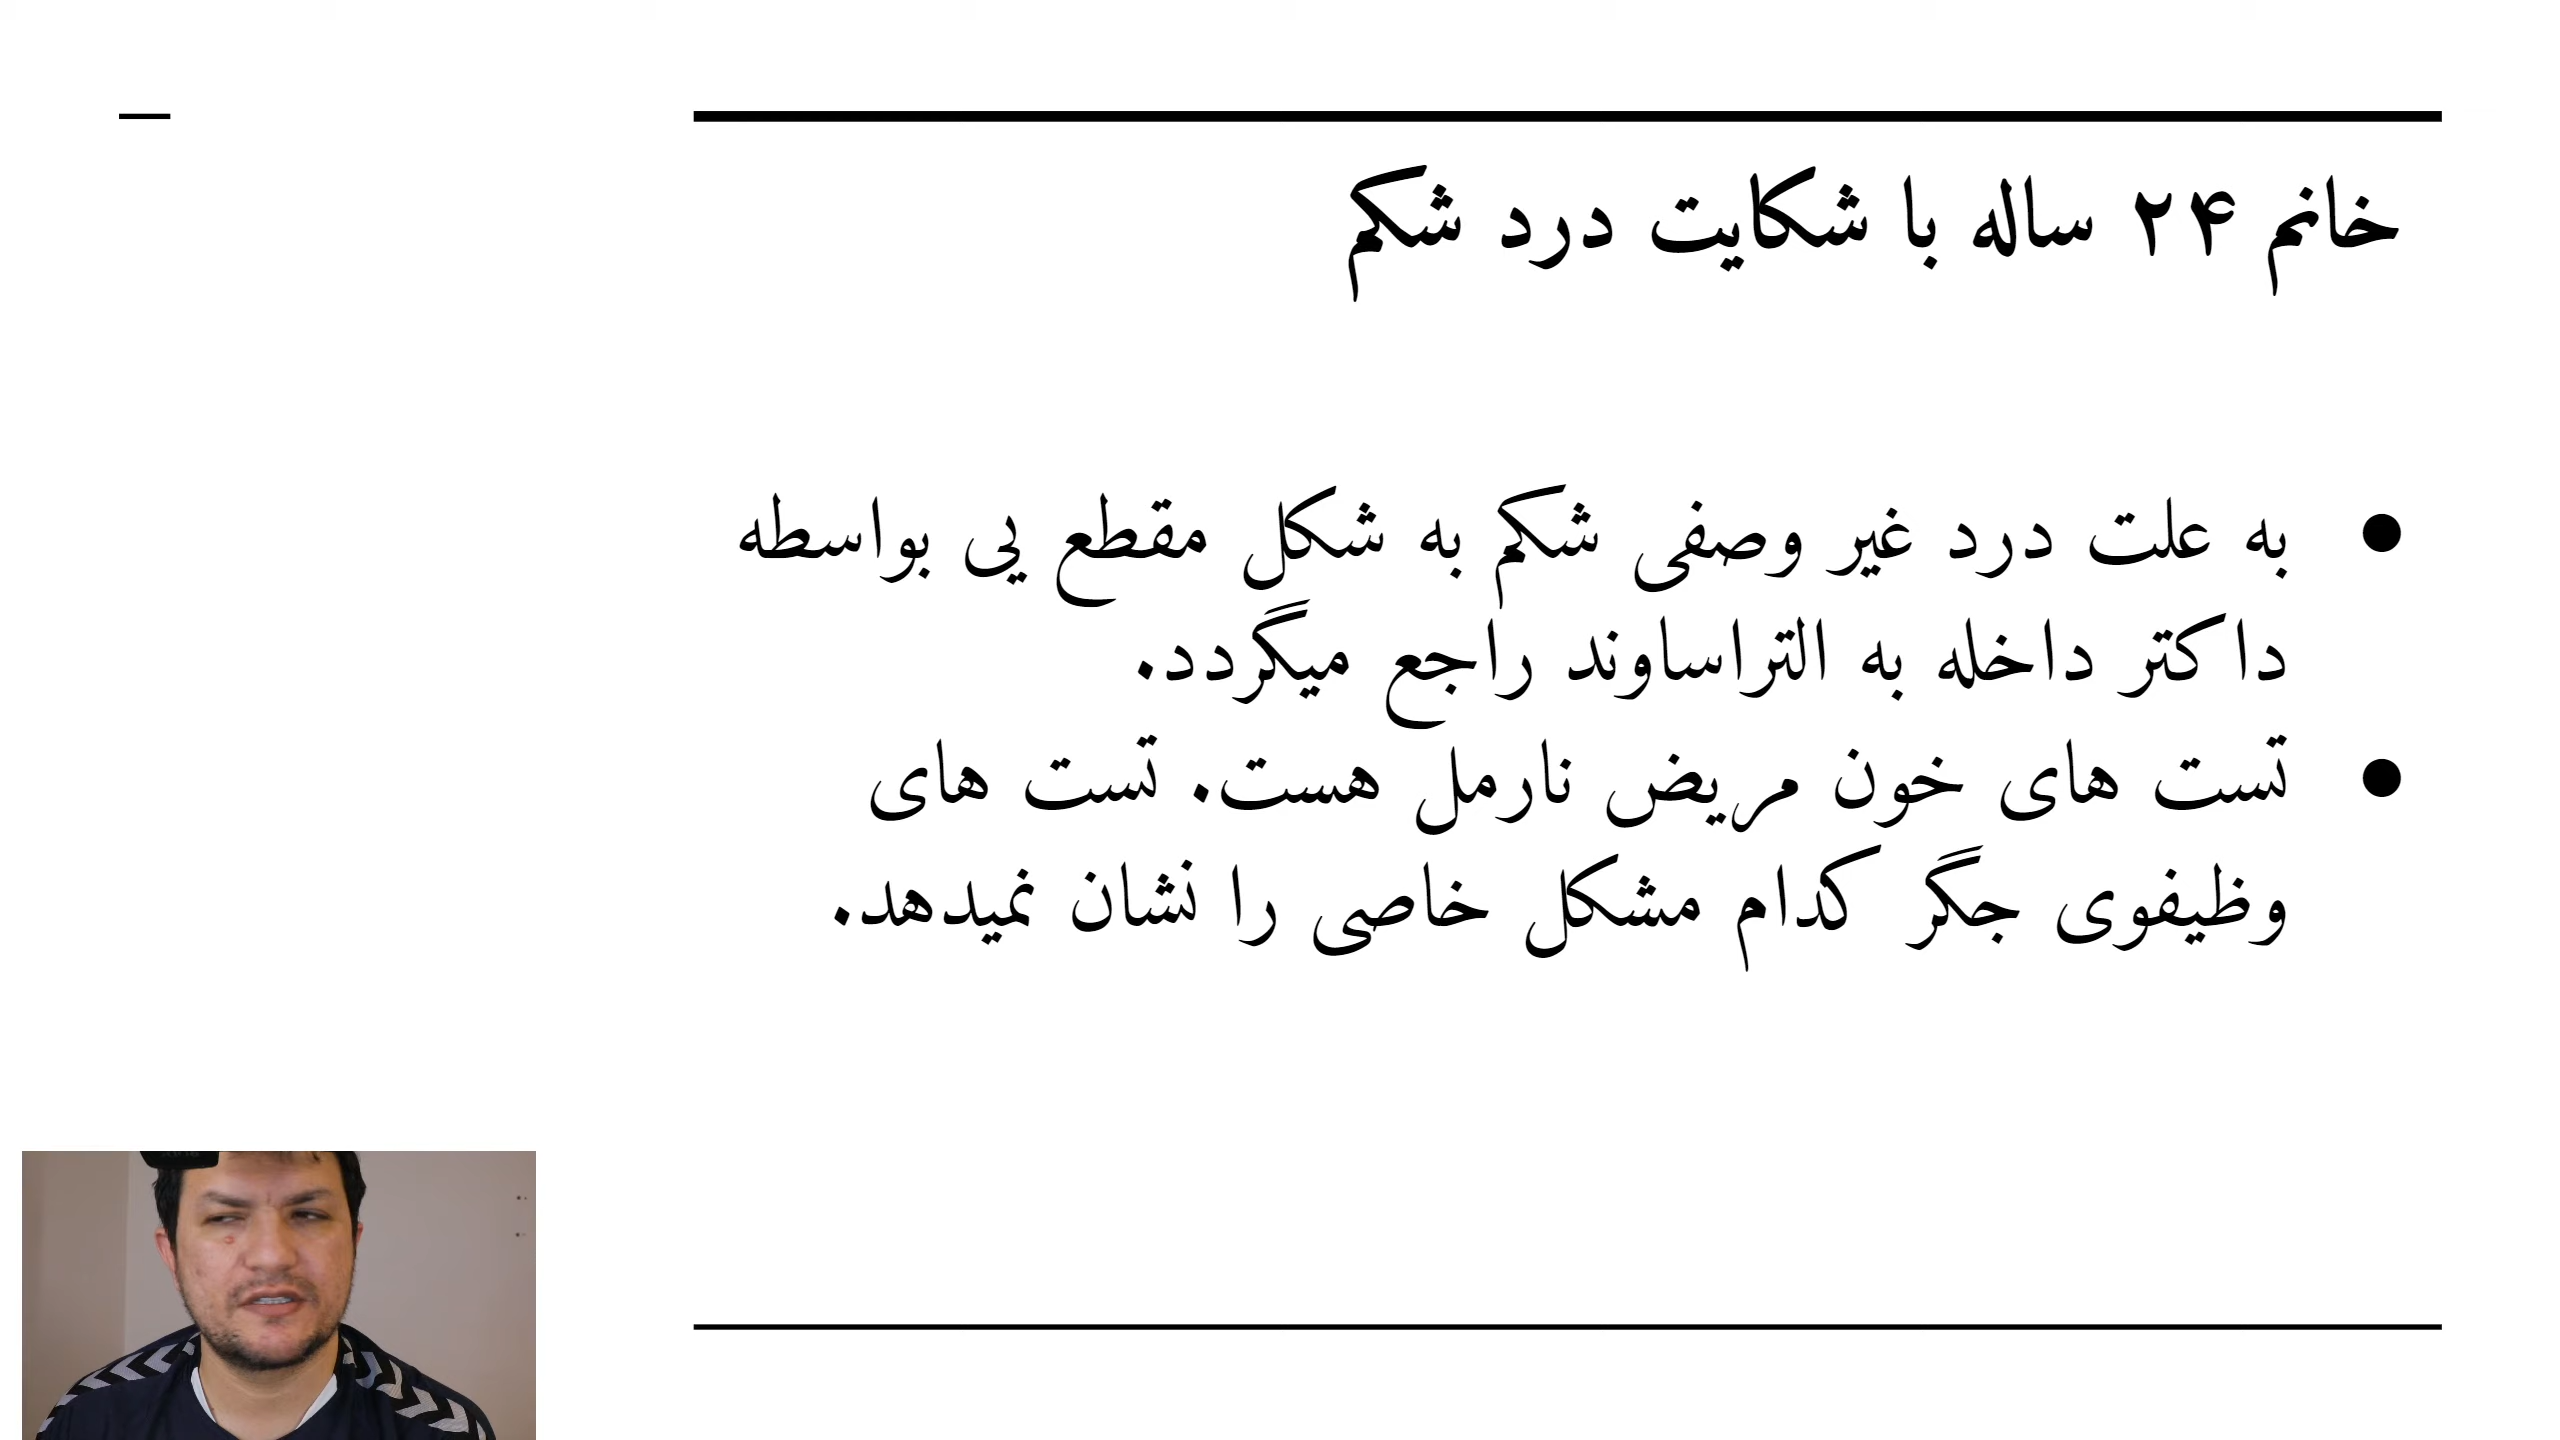 خانم ۲۴ ساله با شکایت درد شکم
● به علت درد غیر وصفی شکم به شکل مقطع یی بواسطه
داکتر داخله به التراساوند راجع میگردد.
● تست های خون مریض نارمل هست. تست های
وظیفوی جگر کدام مشکل خاصی را نشان نمیدهد.